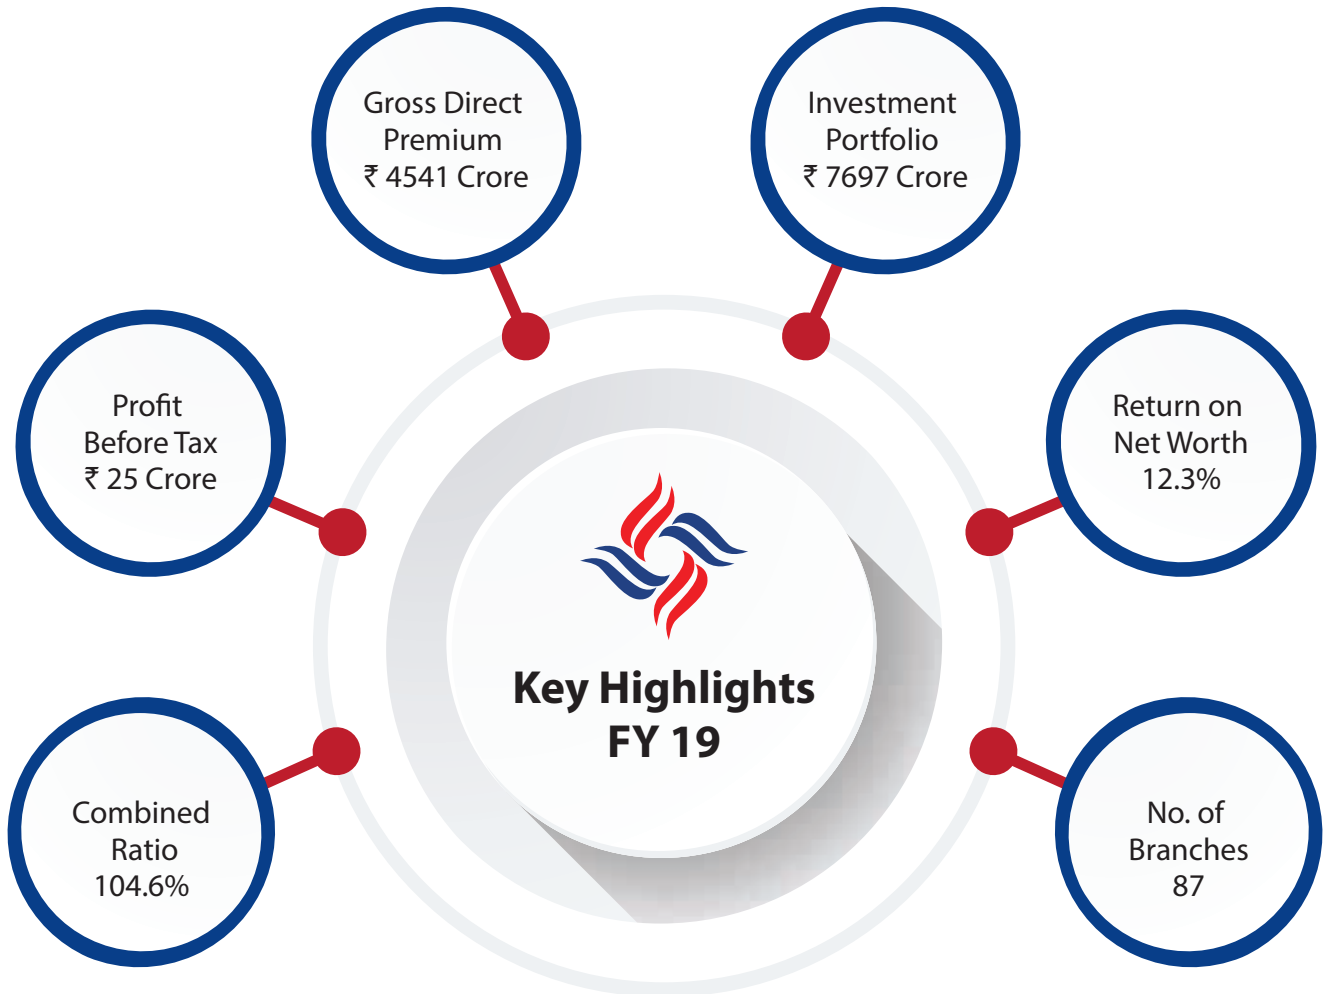 Gross Direct
Premium
₹ 4541 Crore
Investment
Portfolio
₹ 7697 Crore
Profit
Before Tax
₹ 25 Crore
Return on
Net Worth
12.3%
Key Highlights
FY 19
Combined
Ratio
104.6%
No. of
Branches
87